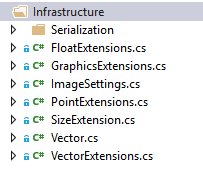 Infrastructure
Serialization
C# FloatExtensions.cs
C# GraphicsExtensions.cs
C# ImageSettings.cs
C# PointExtensions.cs
C# SizeExtension.cs
C# Vector.cs
C# VectorExtensions.cs